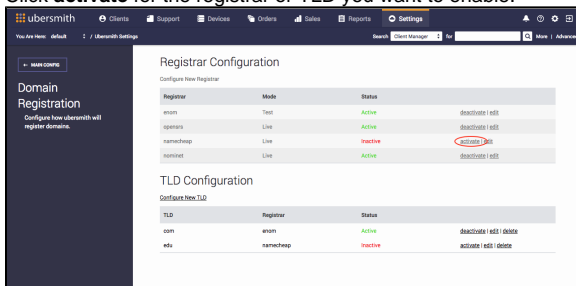 Click activate for the registrar or TLD you want to enable.
ubersmith Clients Support Devices Orders Sales Reports Settings
You Are Here: default / Ubersmith Settings Search Client Manager for More | Advanced
← MAIN CONFIG
Domain Registration
Configure how ubersmith will register domains.
Registrar Configuration
Configure New Registrar
Registrar Mode Status
enom Test Active deactivate | edit
opensrs Live Active deactivate | edit
namecheap Live Inactive activate | edit
nominet Live Active deactivate | edit
TLD Configuration
Configure New TLD
TLD Registrar Status
com enom Active deactivate | edit | delete
edu namecheap Inactive activate | edit | delete